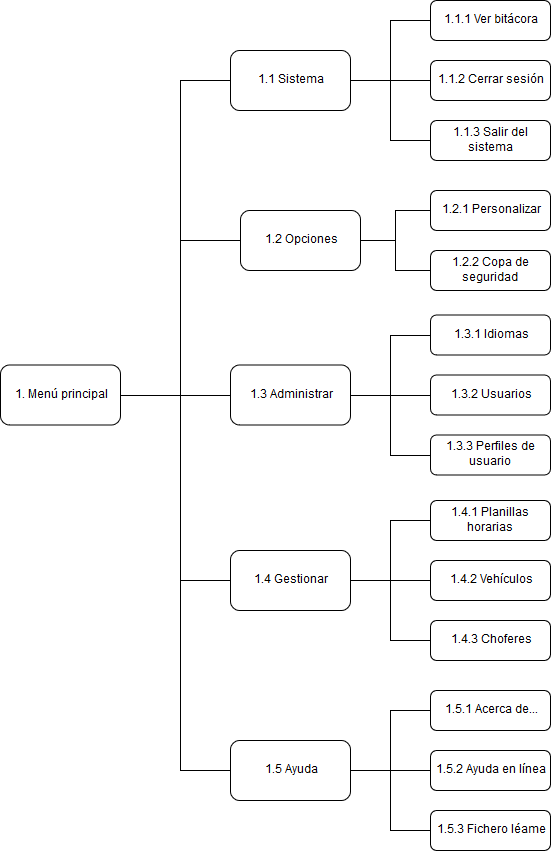 1. Menú principal
1.1 Sistema
1.1.1 Ver bitácora
1.1.2 Cerrar sesión
1.1.3 Salir del
sistema
1.2 Opciones
1.2.1 Personalizar
1.2.2 Copa de
seguridad
1.3 Administrar
1.3.1 Idiomas
1.3.2 Usuarios
1.3.3 Perfiles de
usuario
1.4 Gestionar
1.4.1 Planillas
horarias
1.4.2 Vehículos
1.4.3 Choferes
1.5 Ayuda
1.5.1 Acerca de...
1.5.2 Ayuda en línea
1.5.3 Fichero léame